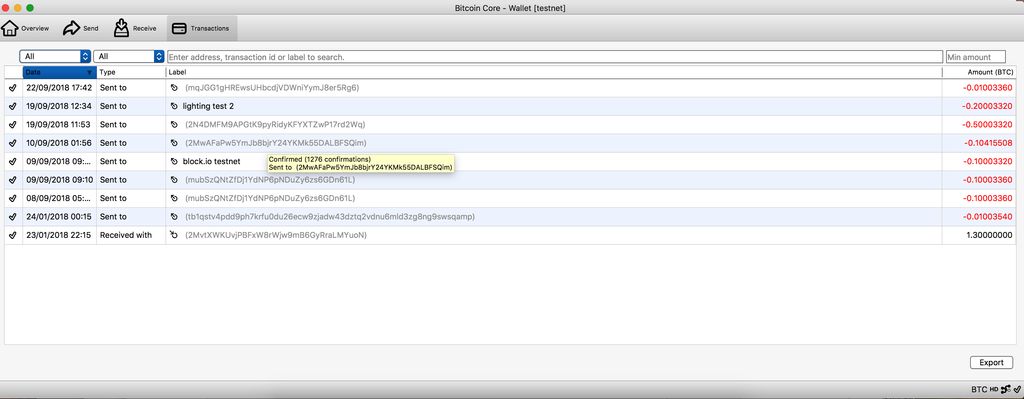 Bitcoin Core - Wallet [testnet]
Overview Send Receive Transactions
All All Enter address, transaction id or label to search. Min amount
Date Type Label Amount (BTC)
22/09/2018 17:42 Sent to (mqJGG1gHREwsUHbcdjVDWniYymJ8er5Rg6) -0.01003360
19/09/2018 12:34 Sent to lighting test 2 -0.20003320
19/09/2018 11:53 Sent to (2N4DMFM9APGtK9pyRidyKFYXTZwP17rd2Wq) -0.50003320
10/09/2018 01:56 Sent to (2MwAFaPw5YmJb8bjrY24YKMk55DALBFSQim) -0.10415508
09/09/2018 09:... Sent to block.io testnet -0.10003320
Confirmed (1276 confirmations)
Sent to (2MwAFaPw5YmJb8bjrY24YKMk55DALBFSQim)
09/09/2018 09:10 Sent to (mubSzQNtZfDj1YdNP6pNDuZy6zs6GDn61L) -0.10003360
08/09/2018 05:... Sent to (mubSzQNtZfDj1YdNP6pNDuZy6zs6GDn61L) -0.10003360
24/01/2018 00:15 Sent to (tb1qstv4pdd9ph7krfu0du26ecw9zjadw43dztq2vdnu6mld3zg8ng9swsqamp) -0.01003540
23/01/2018 22:15 Received with (2MvtXWKUvjPBFxW8rWjw9mB6GyRraLMYuoN) 1.30000000
Export
BTC HD